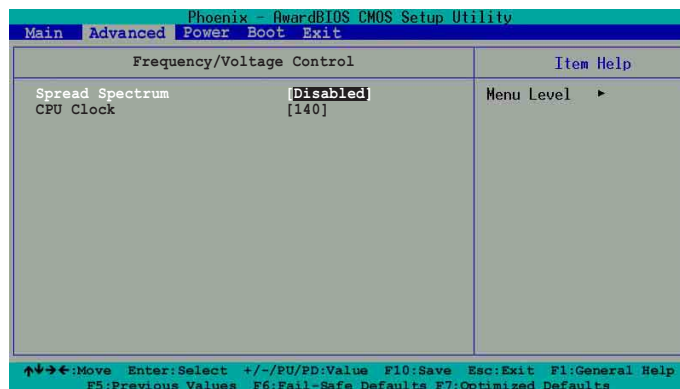 Phoenix - AwardBIOS CMOS Setup Utility
Main Advanced Power Boot Exit
Frequency/Voltage Control
Item Help
Spread Spectrum [Disabled]
Menu Level ►
CPU Clock [140]
↑↓→←:Move Enter:Select +/-/PU/PD:Value F10:Save Esc:Exit F1:General Help
F5:Previous Values F6:Fail-Safe Defaults F7:Optimized Defaults